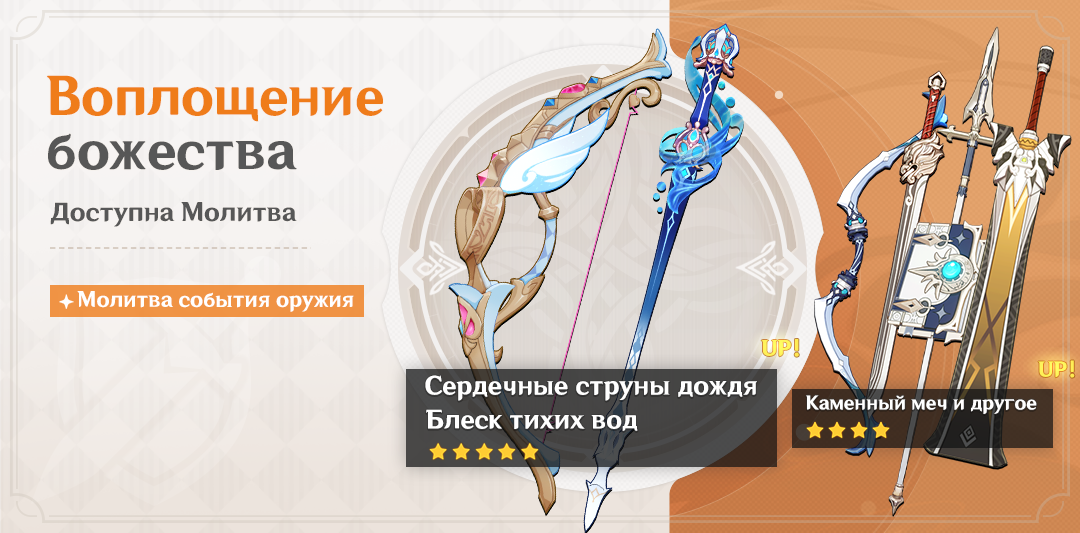 Воплощение
божества
Доступна Молитва
Молитва события оружия
UP!
Сердечные струны дождя
Блеск тихих вод
UP!
Каменный меч и другое